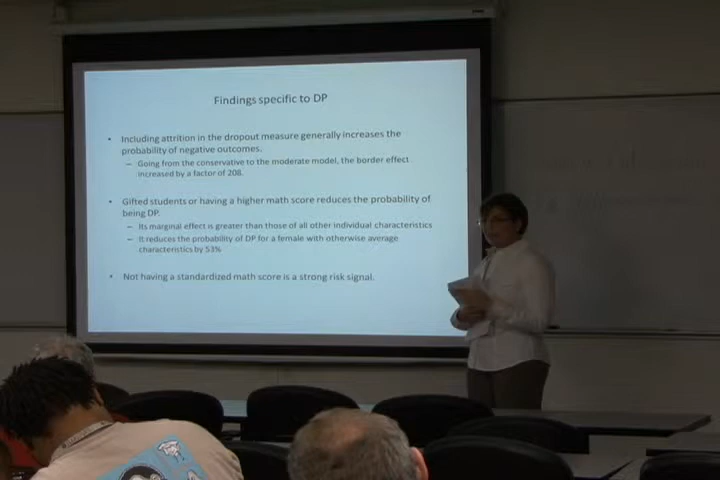 Findings specific to DP
• Including attrition in the dropout measure generally increases the
probability of negative outcomes.
– Going from the conservative to the moderate model, the border effect
increased by a factor of 208.
• Gifted students or having a higher math score reduces the probability of
being DP.
– Its marginal effect is greater than those of all other individual characteristics
– It reduces the probability of DP for a female with otherwise average
characteristics by 53%
• Not having a standardized math score is a strong risk signal.